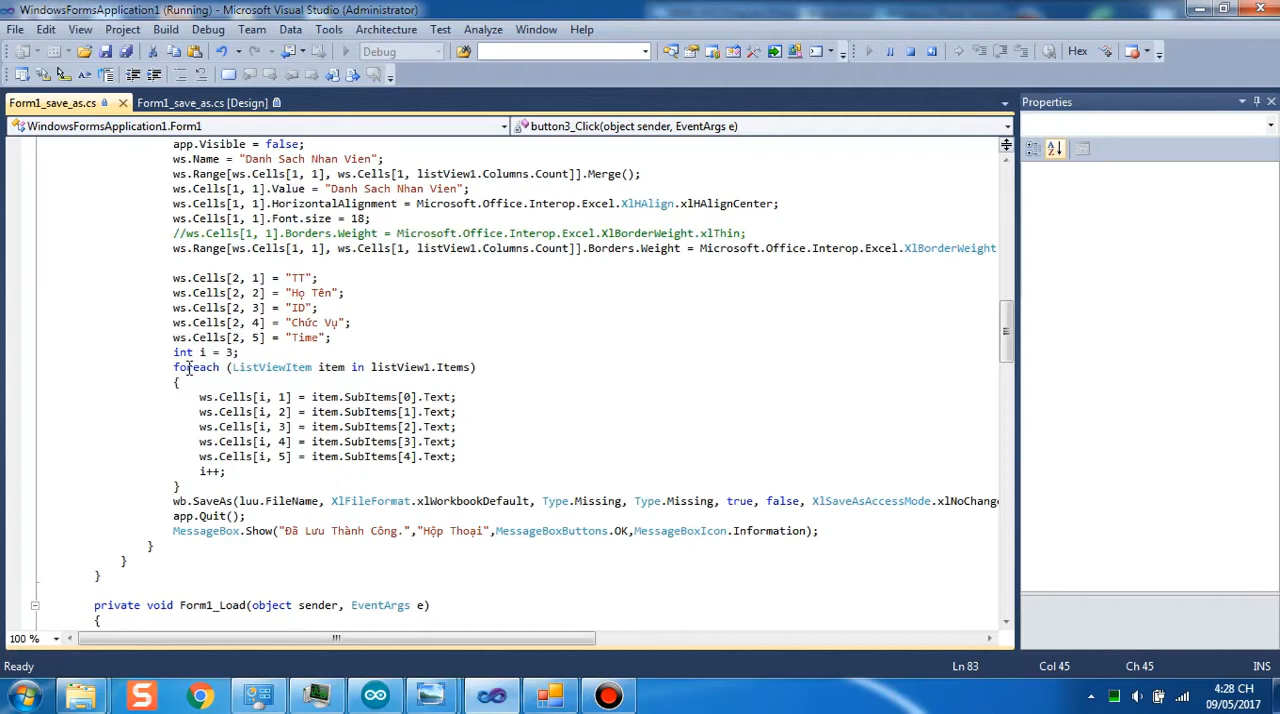 WindowsFormsApplication1 (Running) - Microsoft Visual Studio (Administrator)
File Edit View Project Build Debug Team Data Tools Architecture Test Analyze Window Help
Debug Hex
Form1_save_as.cs Form1_save_as.cs [Design] Properties
WindowsFormsApplication1.Form1 button3_Click(object sender, EventArgs e)
app.Visible = false;
ws.Name = "Danh Sach Nhan Vien";
ws.Range[ws.Cells[1, 1], ws.Cells[1, listView1.Columns.Count]].Merge();
ws.Cells[1, 1].Value = "Danh Sach Nhan Vien";
ws.Cells[1, 1].HorizontalAlignment = Microsoft.Office.Interop.Excel.XlHAlign.xlHAlignCenter;
ws.Cells[1, 1].Font.size = 18;
//ws.Cells[1, 1].Borders.Weight = Microsoft.Office.Interop.Excel.XlBorderWeight.xlThin;
ws.Range[ws.Cells[1, 1], ws.Cells[1, listView1.Columns.Count]].Borders.Weight = Microsoft.Office.Interop.Excel.XlBorderWeight
ws.Cells[2, 1] = "TT";
ws.Cells[2, 2] = "Họ Tên";
ws.Cells[2, 3] = "ID";
ws.Cells[2, 4] = "Chức Vụ";
ws.Cells[2, 5] = "Time";
int i = 3;
foreach (ListViewItem item in listView1.Items)
{
ws.Cells[i, 1] = item.SubItems[0].Text;
ws.Cells[i, 2] = item.SubItems[1].Text;
ws.Cells[i, 3] = item.SubItems[2].Text;
ws.Cells[i, 4] = item.SubItems[3].Text;
ws.Cells[i, 5] = item.SubItems[4].Text;
i++;
}
wb.SaveAs(luu.FileName, XlFileFormat.xlWorkbookDefault, Type.Missing, Type.Missing, true, false, XlSaveAsAccessMode.xlNoChange
app.Quit();
MessageBox.Show("Đã Lưu Thành Công.","Hộp Thoại",MessageBoxButtons.OK,MessageBoxIcon.Information);
}
}
}
private void Form1_Load(object sender, EventArgs e)
{
100 %
Ready Ln 83 Col 45 Ch 45 INS
4:28 CH
09/05/2017